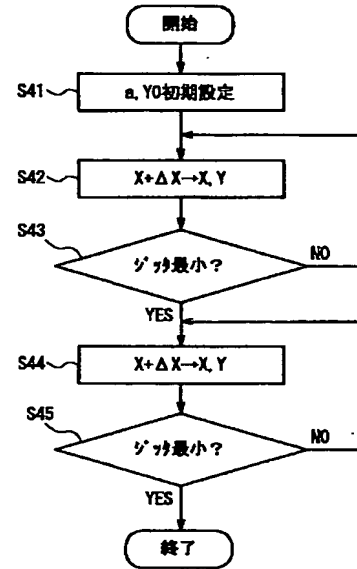 開始
S41
a, Y0初期設定
S42
X+ΔX→X, Y
S43
ジッタ最小?
NO
YES
S44
X+ΔX→X, Y
S45
ジッタ最小?
NO
YES
終了